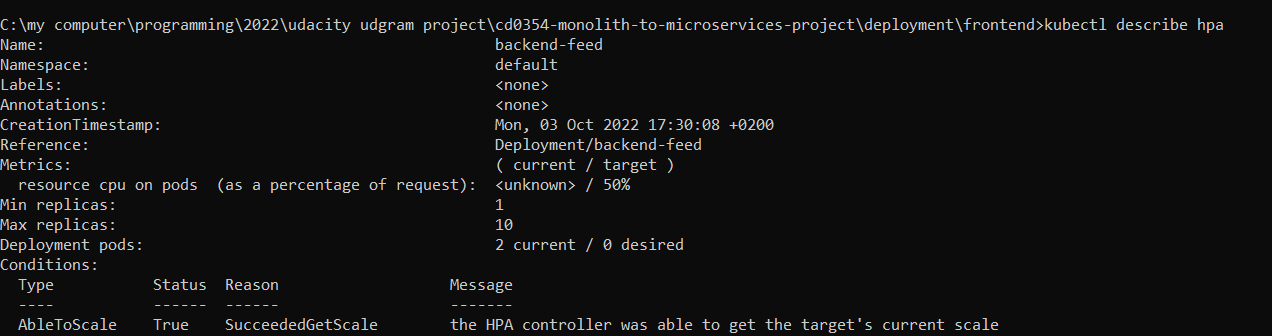 C:\my computer\programming\2022\udacity udgram project\cd0354-monolith-to-microservices-project\deployment\frontend>kubectl describe hpa
Name: backend-feed
Namespace: default
Labels: <none>
Annotations: <none>
CreationTimestamp: Mon, 03 Oct 2022 17:30:08 +0200
Reference: Deployment/backend-feed
Metrics: ( current / target )
  resource cpu on pods  (as a percentage of request):  <unknown> / 50%
Min replicas: 1
Max replicas: 10
Deployment pods: 2 current / 0 desired
Conditions:
  Type            Status  Reason                   Message
  ----            ------  ------                   -------
  AbleToScale     True    SucceededGetScale        the HPA controller was able to get the target's current scale